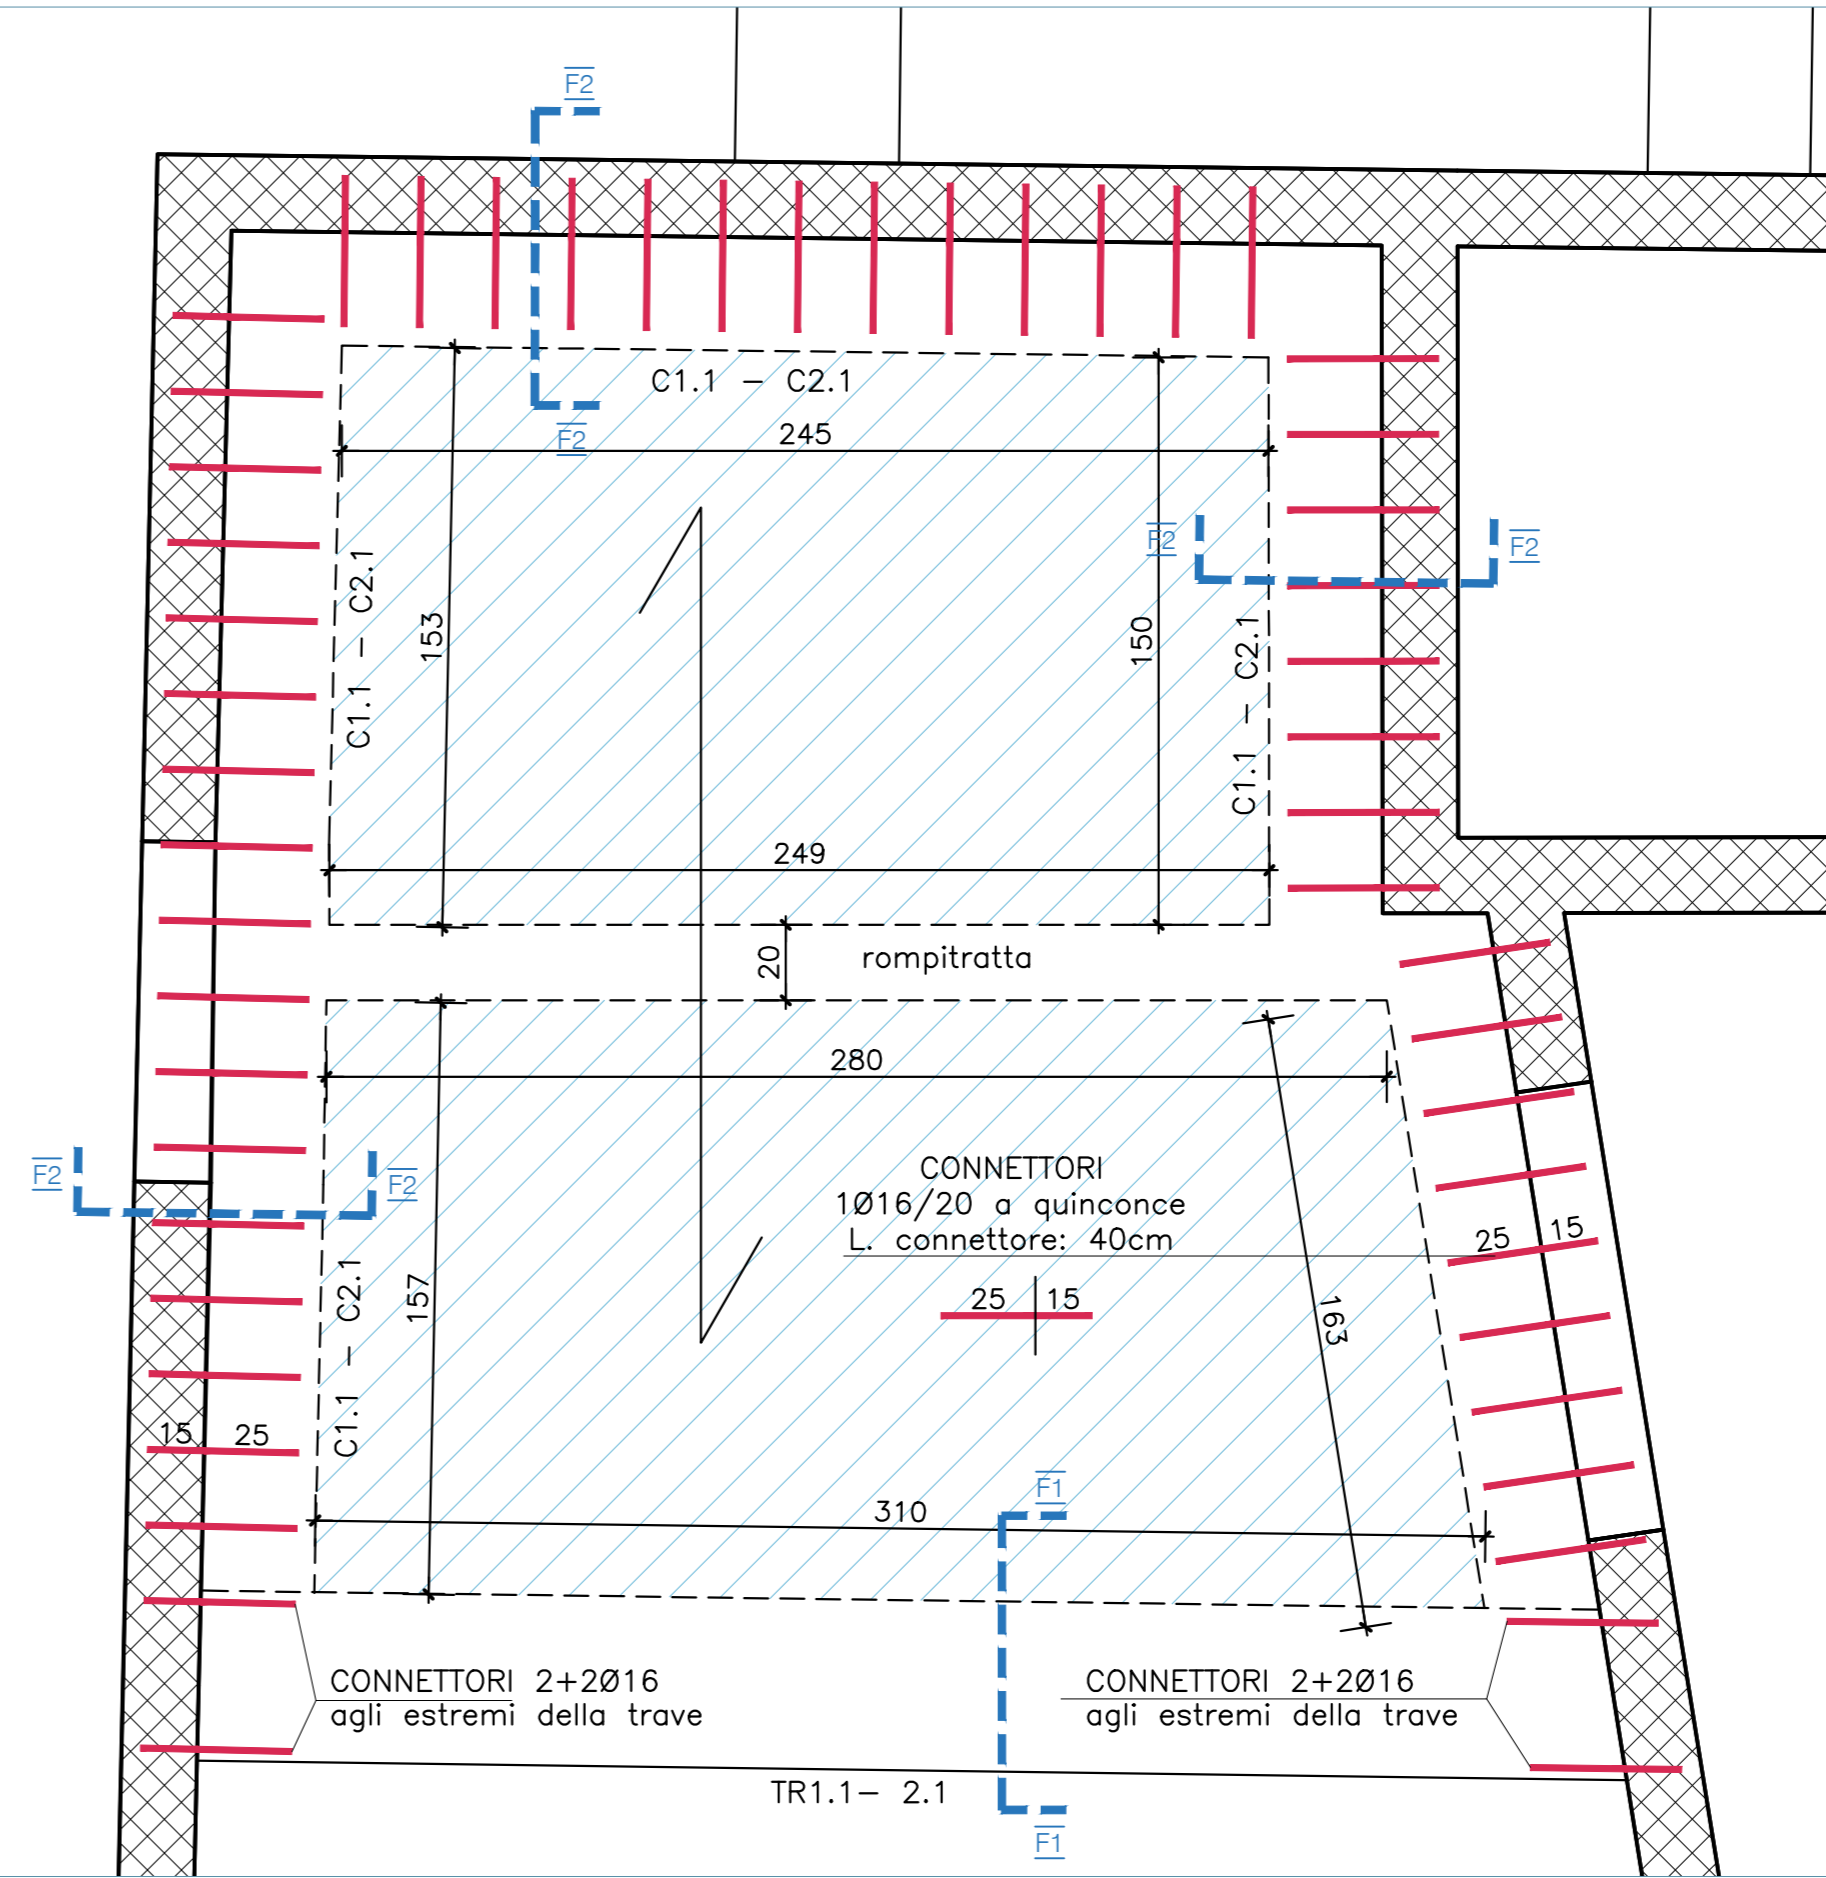 F2
F2
C1.1 - C2.1
245
C1.1 - C2.1
153
150
C1.1 - C2.1
F2
F2
249
20
rompitratta
280
CONNETTORI
1Ø16/20 a quinconce
L. connettore: 40cm
25 15
25 15
163
F2
F2
C1.1 - C2.1
157
15 25
310
F1
CONNETTORI 2+2Ø16
agli estremi della trave
CONNETTORI 2+2Ø16
agli estremi della trave
TR1.1- 2.1
F1